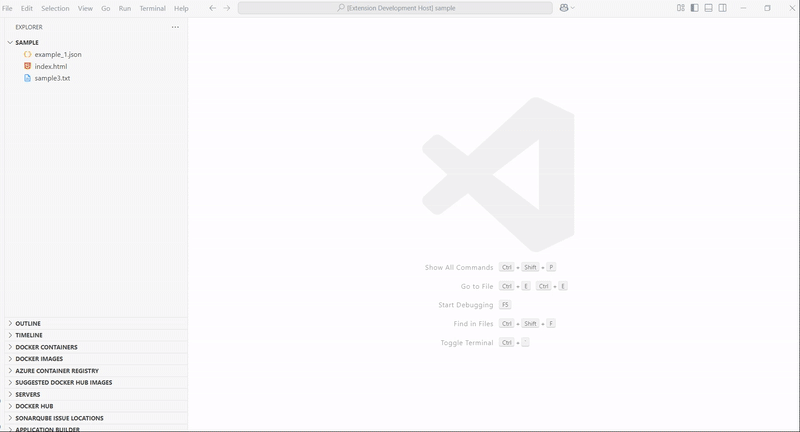 File Edit Selection View Go Run Terminal Help
[Extension Development Host] sample
EXPLORER
SAMPLE
example_1.json
index.html
sample3.txt
Show All Commands Ctrl + Shift + P
Go to File Ctrl + E Ctrl + E
Start Debugging F5
Find in Files Ctrl + Shift + F
Toggle Terminal Ctrl + `
OUTLINE
TIMELINE
DOCKER CONTAINERS
DOCKER IMAGES
AZURE CONTAINER REGISTRY
SUGGESTED DOCKER HUB IMAGES
SERVERS
DOCKER HUB
SONARQUBE ISSUE LOCATIONS
APPLICATION BUILDER